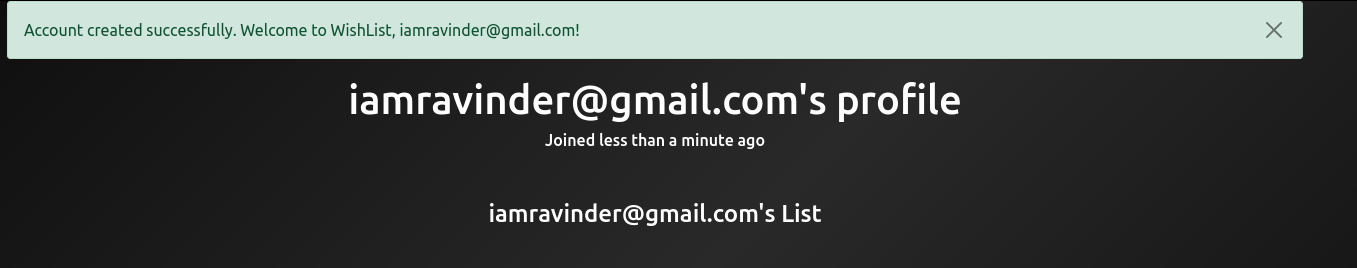 Account created successfully. Welcome to WishList, iamravinder@gmail.com!
iamravinder@gmail.com's profile
Joined less than a minute ago
iamravinder@gmail.com's List